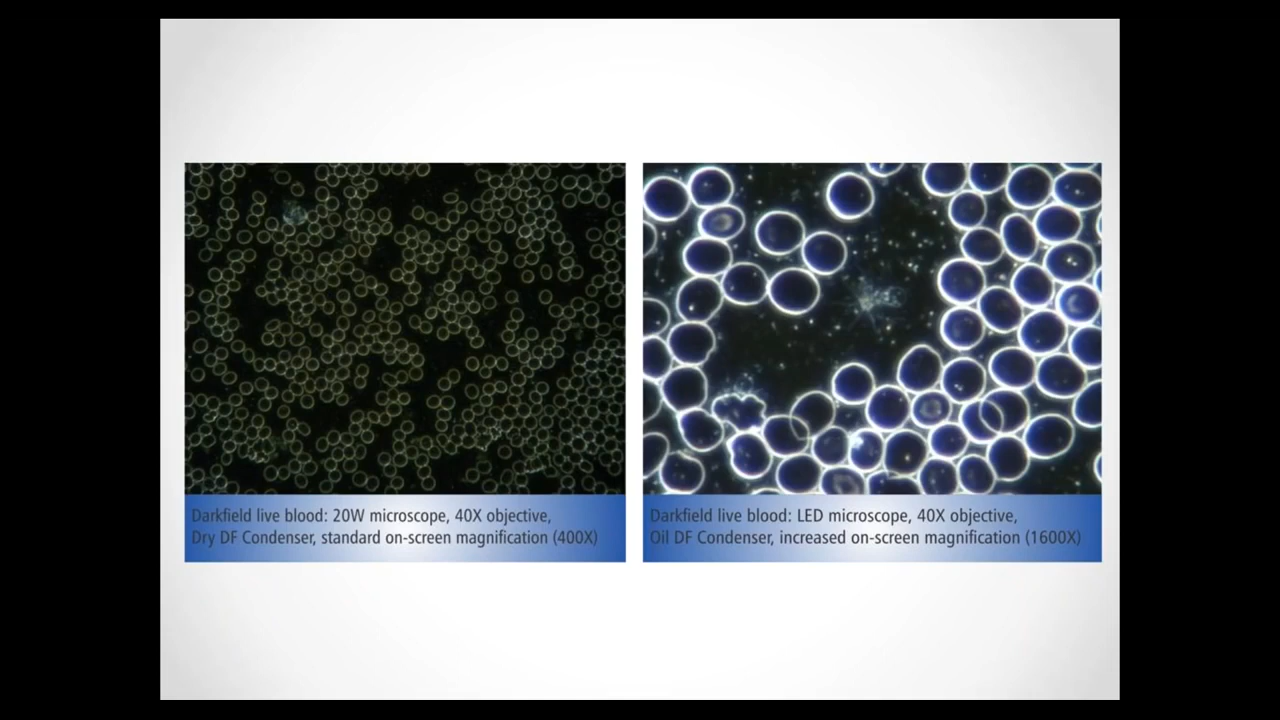 Darkfield live blood: 20W microscope, 40X objective,
Dry DF Condenser, standard on-screen magnification (400X)
Darkfield live blood: LED microscope, 40X objective,
Oil DF Condenser, increased on-screen magnification (1600X)